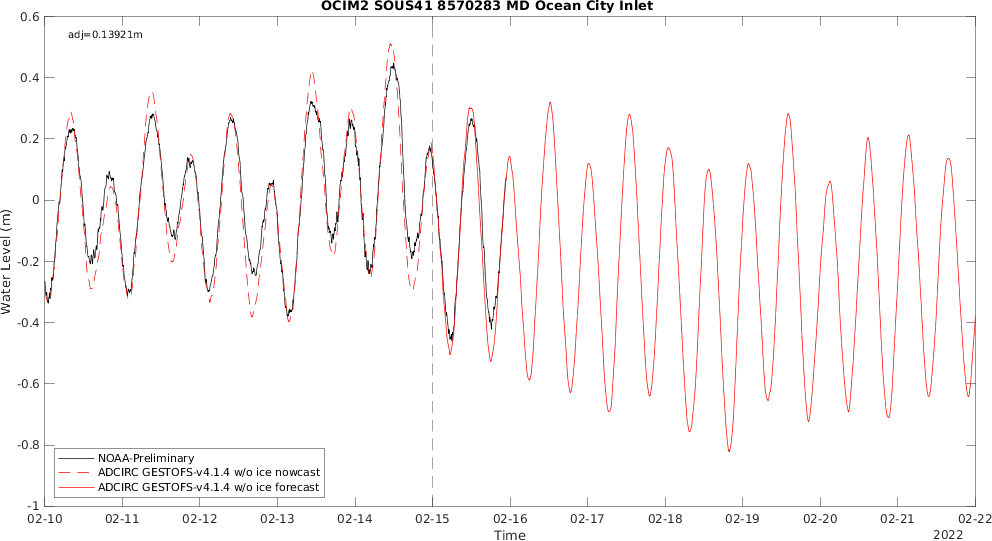 OCIM2 SOUS41 8570283 MD Ocean City Inlet
0.6
adj=0.13921m
0.4
0.2
0
-0.2
-0.4
-0.6
-0.8
-1
Water Level (m)
NOAA-Preliminary
ADCIRC GESTOFS-v4.1.4 w/o ice nowcast
ADCIRC GESTOFS-v4.1.4 w/o ice forecast
02-10 02-11 02-12 02-13 02-14 02-15 02-16 02-17 02-18 02-19 02-20 02-21 02-22
Time
2022